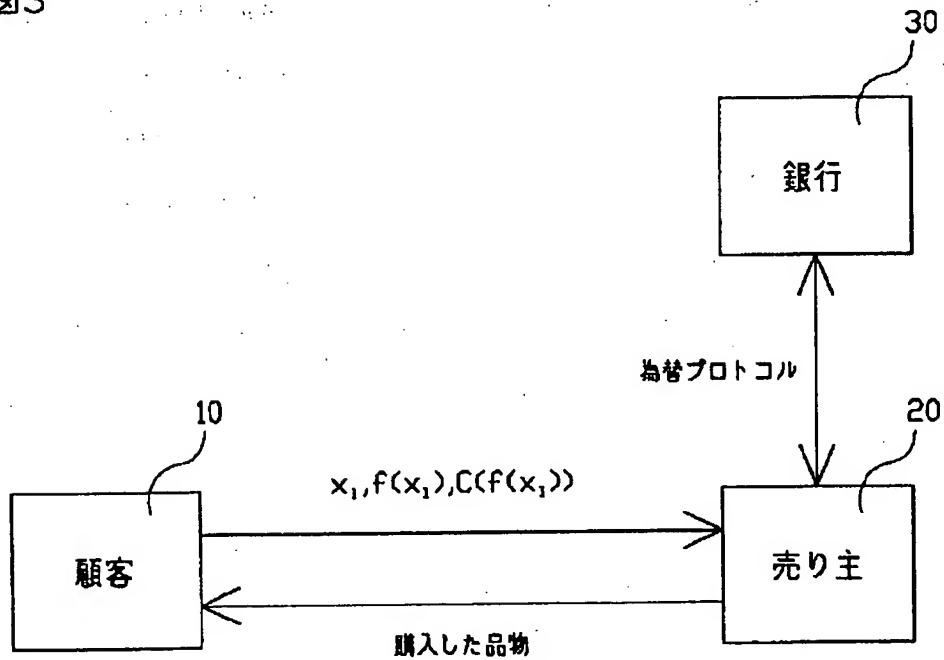 図3
30
銀行
為替プロトコル
10
20
x₁,f(x₁),C(f(x₁))
顧客
売り主
購入した品物